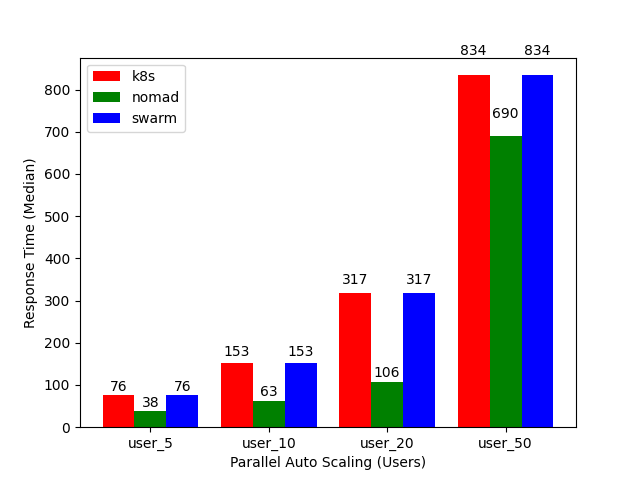 834 834
800
k8s
nomad
swarm
690
700
600
500
400
317 317
300
200
153 153
106
100
76 38 76
63
0
user_5 user_10 user_20 user_50
Parallel Auto Scaling (Users)
Response Time (Median)